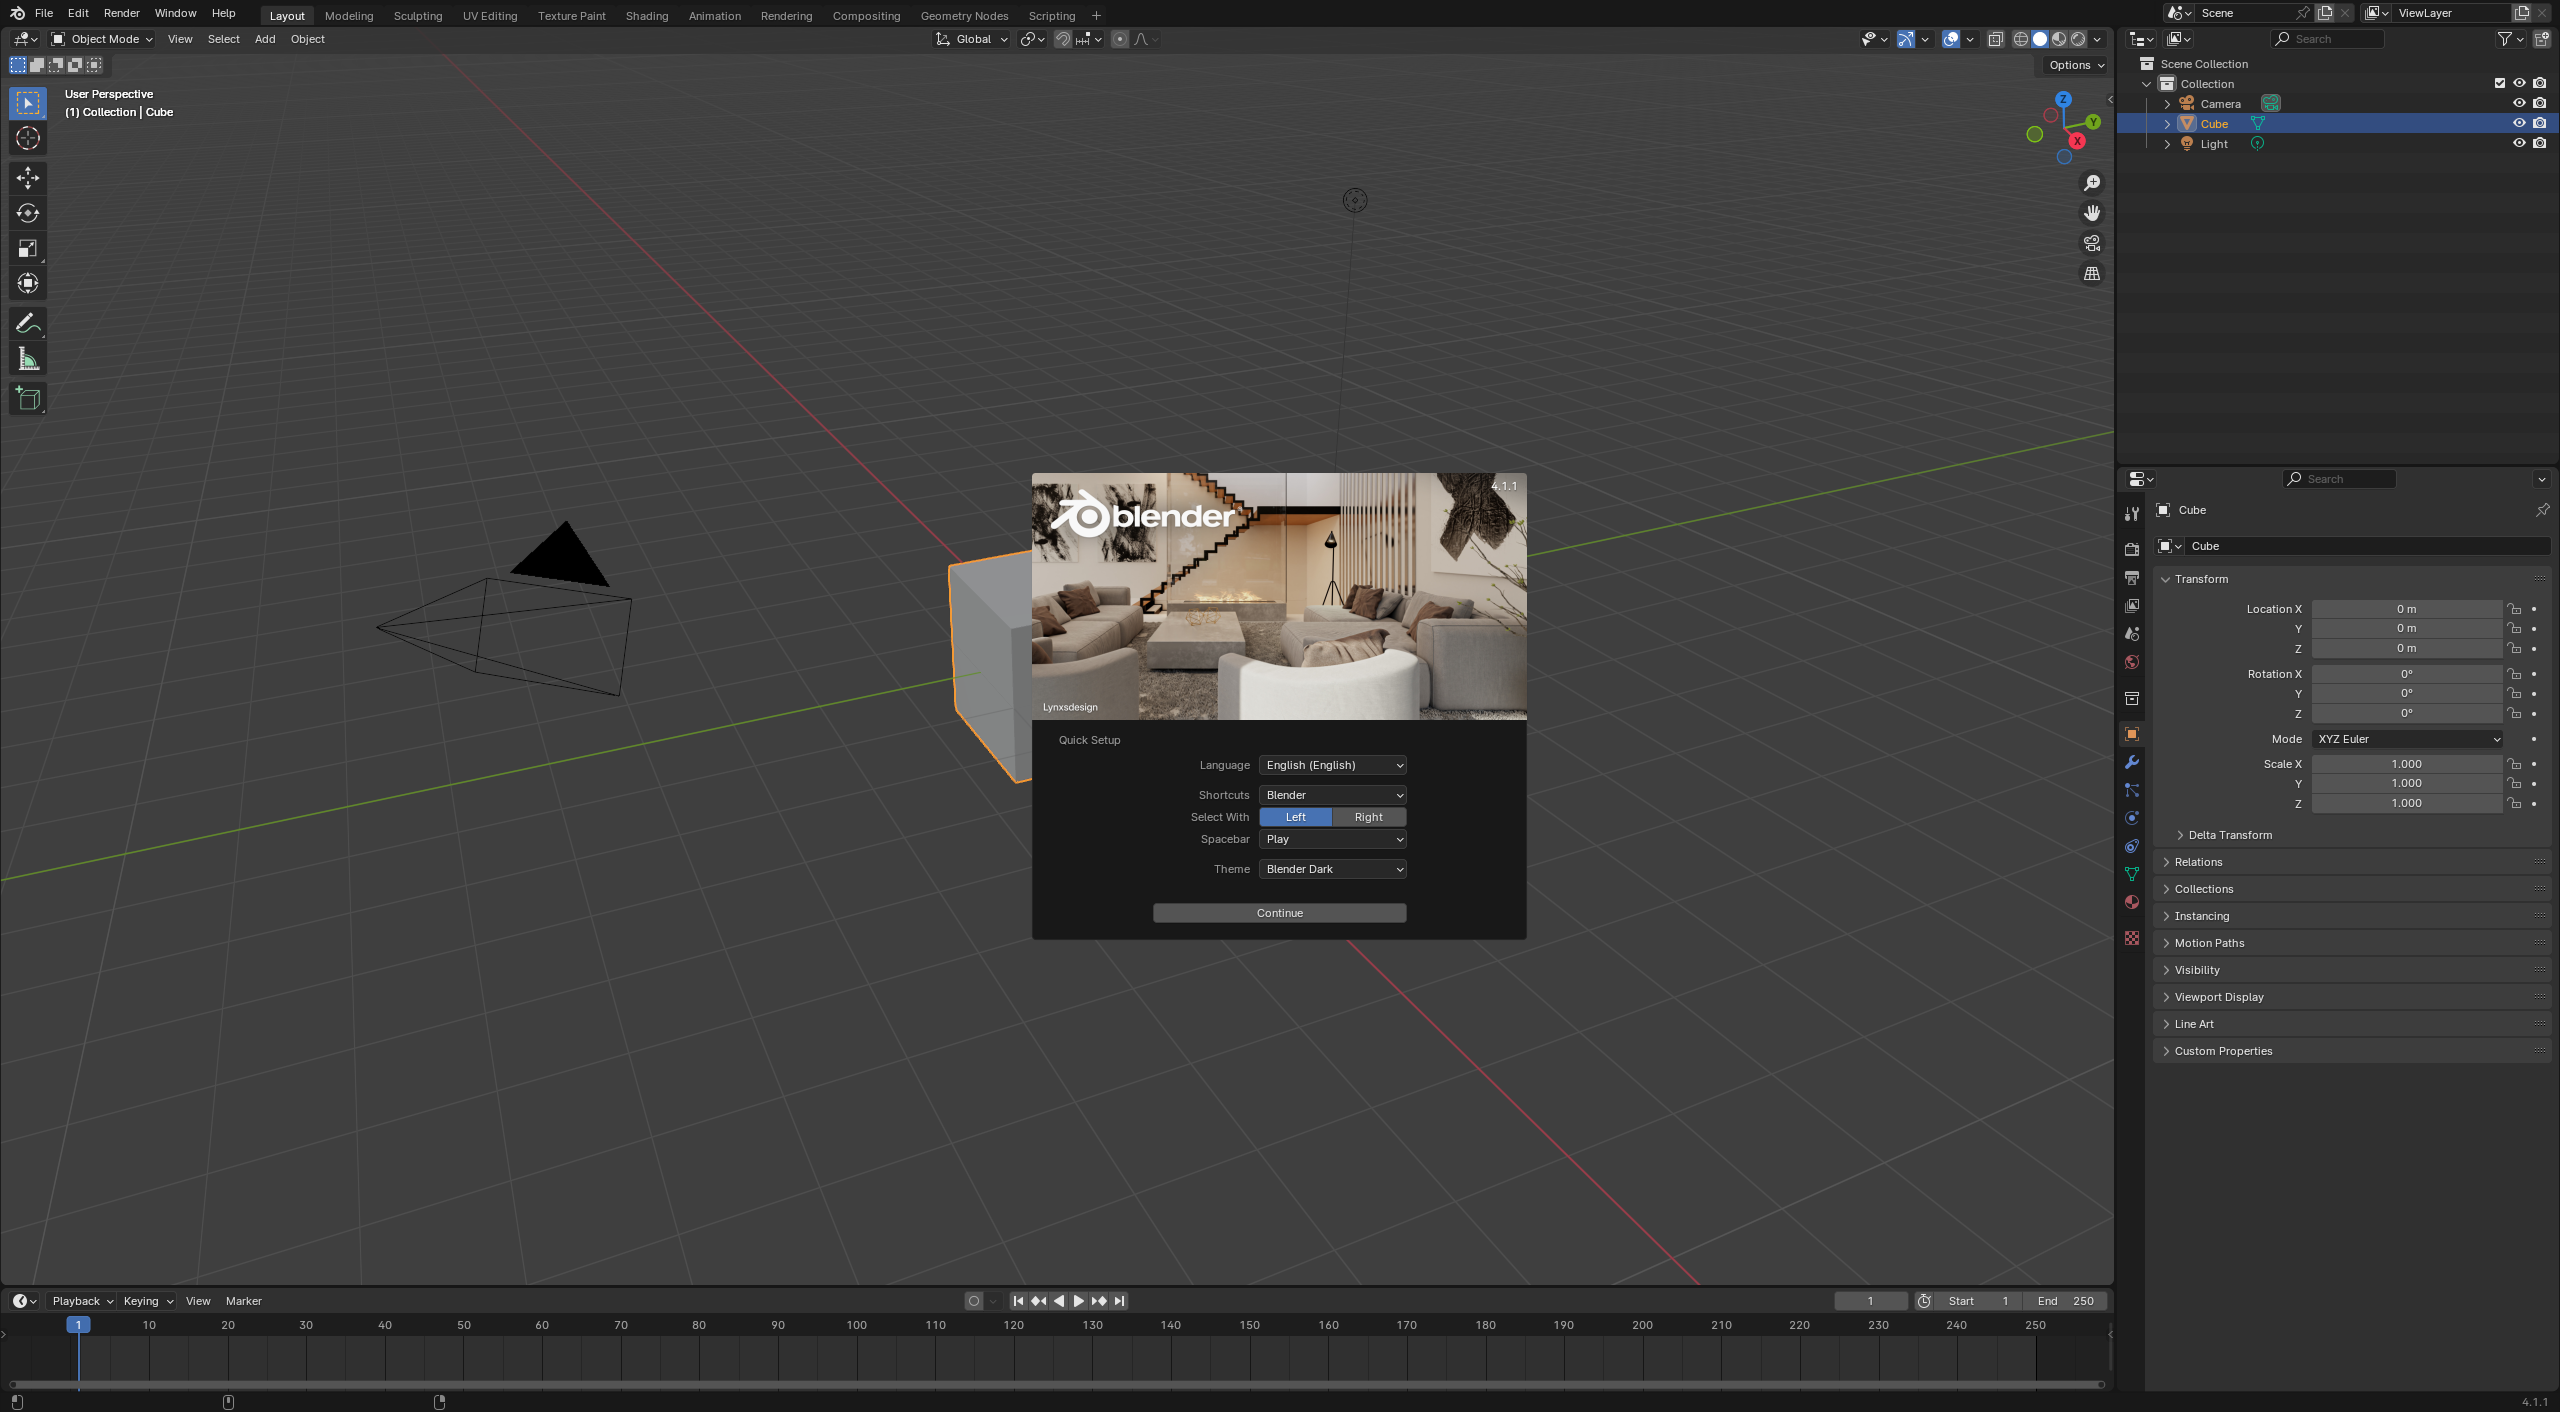 File Edit Render Window Help Layout Modeling Sculpting UV Editing Texture Paint Shading Animation Rendering Compositing Geometry Nodes Scripting + Scene ViewLayer
Object Mode View Select Add Object Global Search
Options
User Perspective
(1) Collection | Cube
Z
Y
X
Scene Collection
Collection
Camera
Cube
Light
Search
Cube
Cube
Transform
Location X 0 m
Y 0 m
Z 0 m
Rotation X 0°
Y 0°
Z 0°
Mode XYZ Euler
Scale X 1.000
Y 1.000
Z 1.000
Delta Transform
Relations
Collections
Instancing
Motion Paths
Visibility
Viewport Display
Line Art
Custom Properties
4.1.1
blender
Lynxsdesign
Quick Setup
Language English (English)
Shortcuts Blender
Select With Left Right
Spacebar Play
Theme Blender Dark
Continue
Playback Keying View Marker 1 Start 1 End 250
1 10 20 30 40 50 60 70 80 90 100 110 120 130 140 150 160 170 180 190 200 210 220 230 240 250
4.1.1